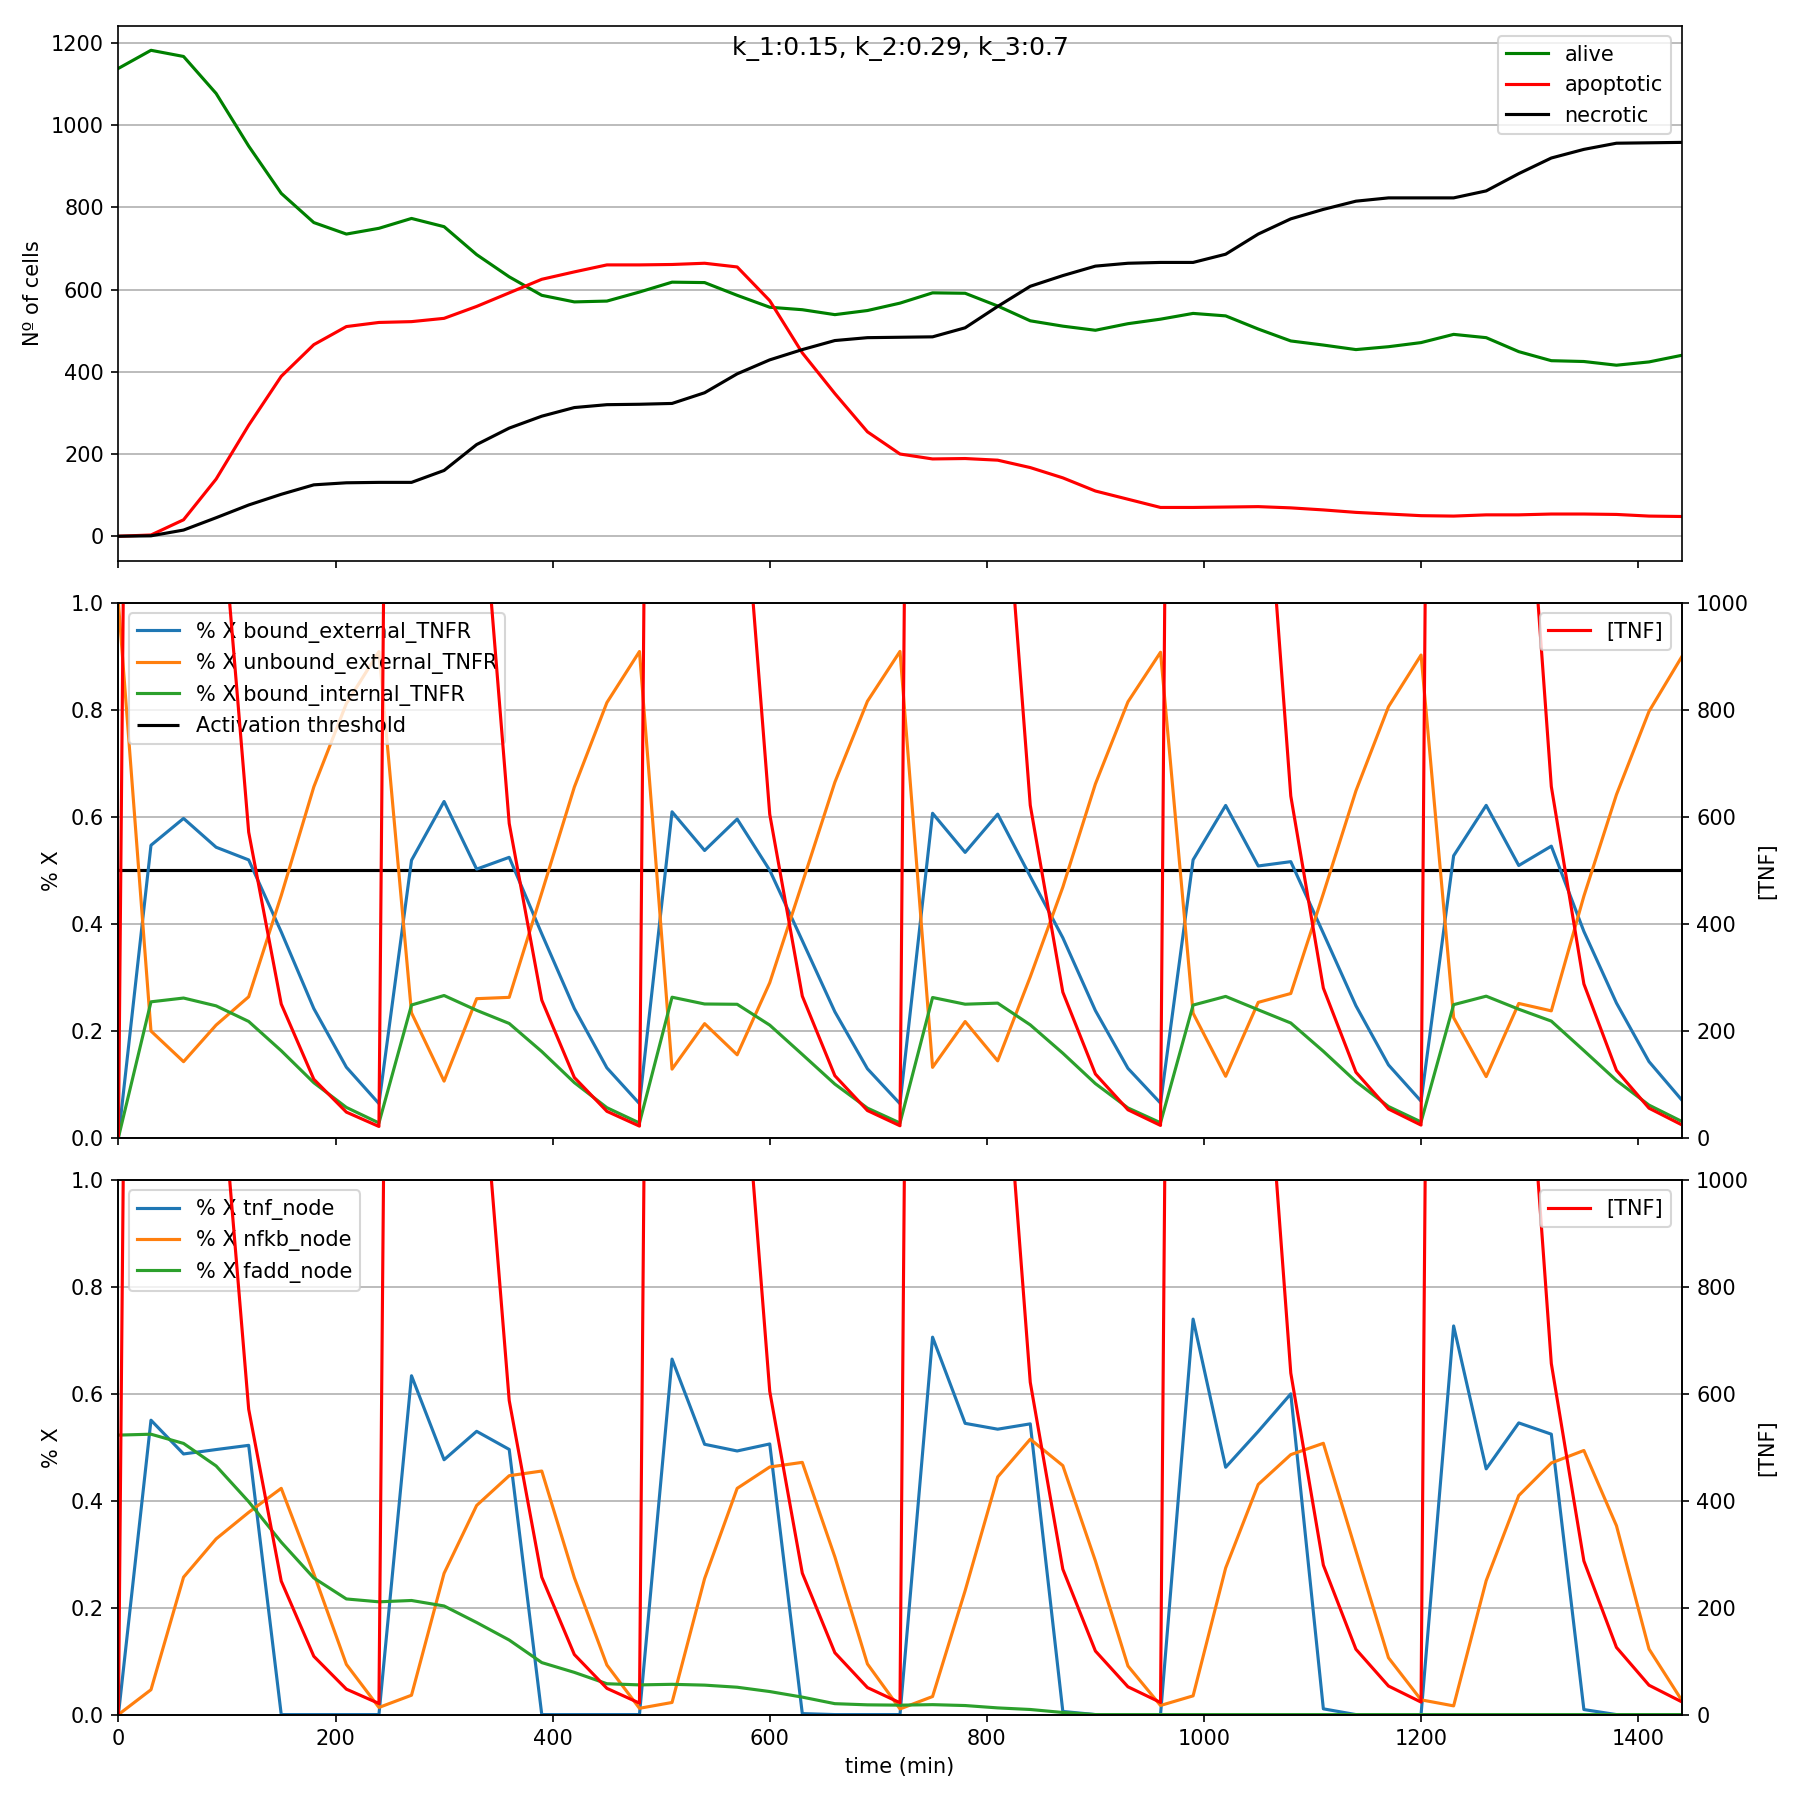 k_1:0.15, k_2:0.29, k_3:0.7
alive
apoptotic
necrotic
1200
1000
800
600
400
200
0
Nº of cells
% X bound_external_TNFR
% X unbound_external_TNFR
% X bound_internal_TNFR
Activation threshold
[TNF]
1.0
0.8
0.6
0.4
0.2
0.0
% X
1000
800
600
400
200
0
[TNF]
% X tnf_node
% X nfkb_node
% X fadd_node
[TNF]
1.0
0.8
0.6
0.4
0.2
0.0
% X
1000
800
600
400
200
0
[TNF]
0 200 400 600 800 1000 1200 1400
time (min)